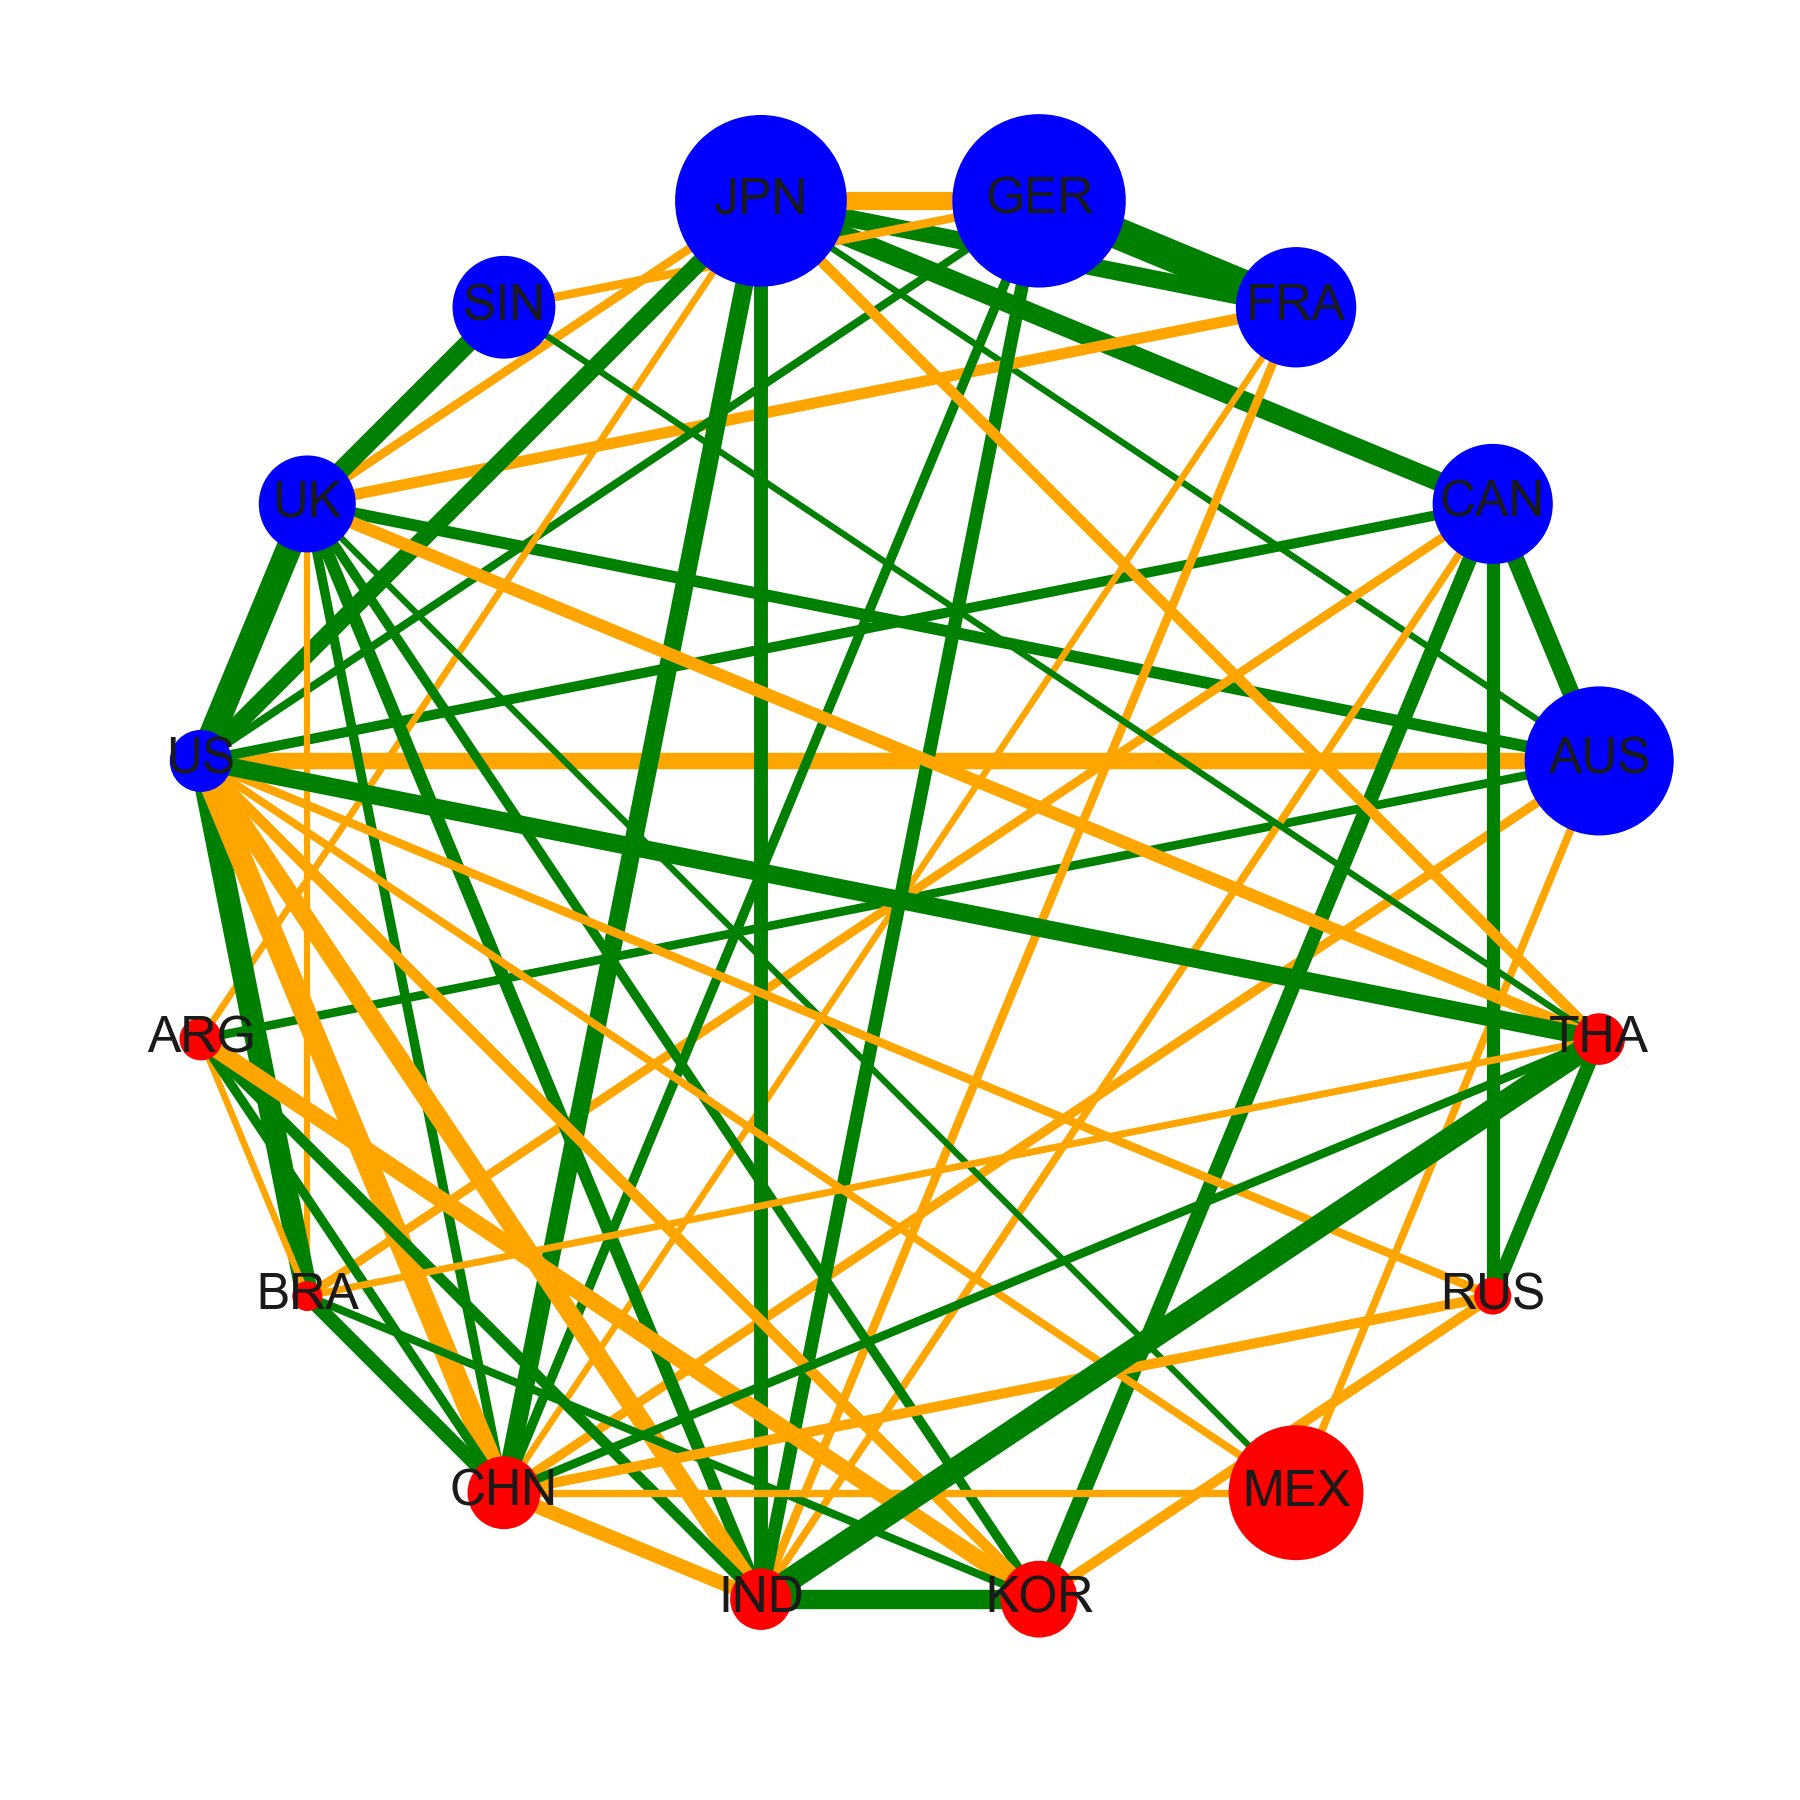 JPN
GER
SIN
FRA
UK
CAN
US
AUS
ARG
THA
BRA
RUS
CHN
MEX
IND
KOR